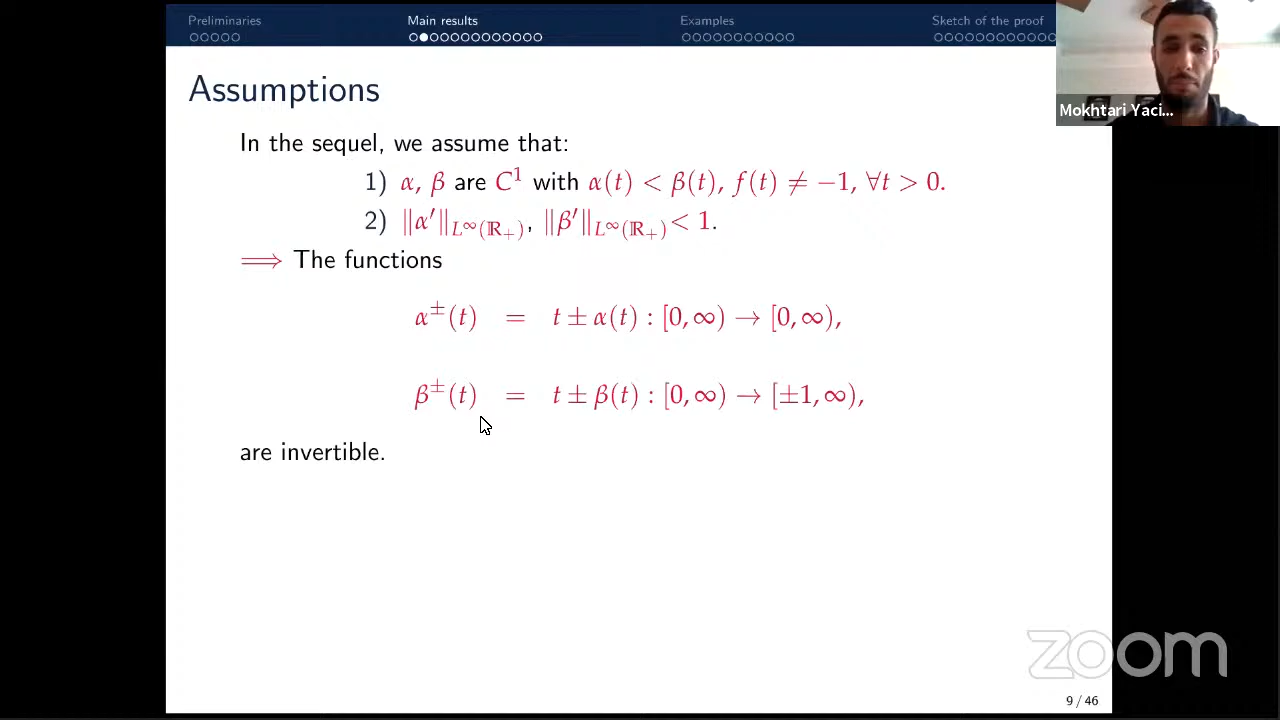 Preliminaries Main results Examples Sketch of the proof
Mokhtari Yaci...
Assumptions
In the sequel, we assume that:
1) α, β are C¹ with α(t) < β(t), f(t) ≠ −1, ∀t > 0.
2) ‖α′‖_{L^∞(ℝ₊)}, ‖β′‖_{L^∞(ℝ₊)} < 1.
⟹ The functions
α^±(t) = t ± α(t) : [0, ∞) → [0, ∞),
β^±(t) = t ± β(t) : [0, ∞) → [±1, ∞),
are invertible.
zoom
9 / 46